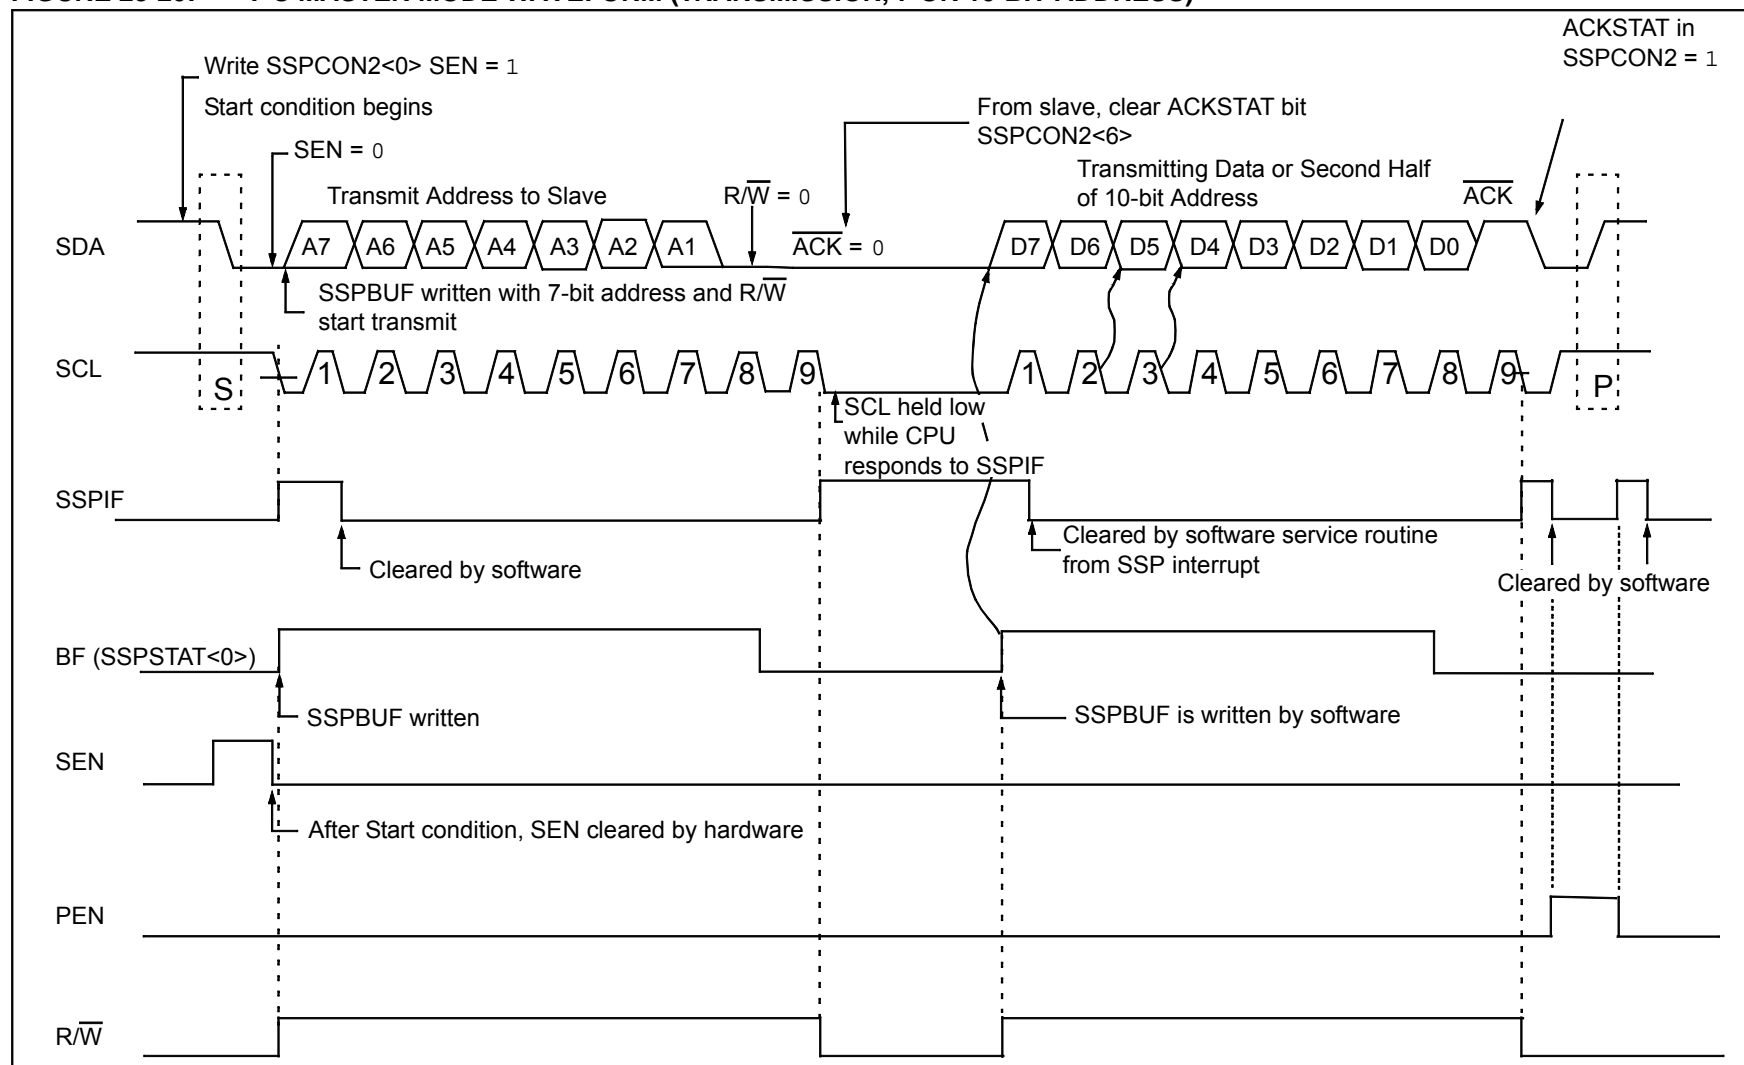 ACKSTAT in
SSPCON2 = 1
Write SSPCON2<0> SEN = 1
Start condition begins
From slave, clear ACKSTAT bit
SSPCON2<6>
SEN = 0
Transmit Address to Slave
R/W = 0
Transmitting Data or Second Half
of 10-bit Address
ACK
SDA
A7 A6 A5 A4 A3 A2 A1
ACK = 0
D7 D6 D5 D4 D3 D2 D1 D0
SSPBUF written with 7-bit address and R/W
start transmit
SCL
S
1 2 3 4 5 6 7 8 9
1 2 3 4 5 6 7 8 9
P
SCL held low
while CPU
responds to SSPIF
SSPIF
Cleared by software
Cleared by software service routine
from SSP interrupt
Cleared by software
BF (SSPSTAT<0>)
SSPBUF written
SSPBUF is written by software
SEN
After Start condition, SEN cleared by hardware
PEN
R/W